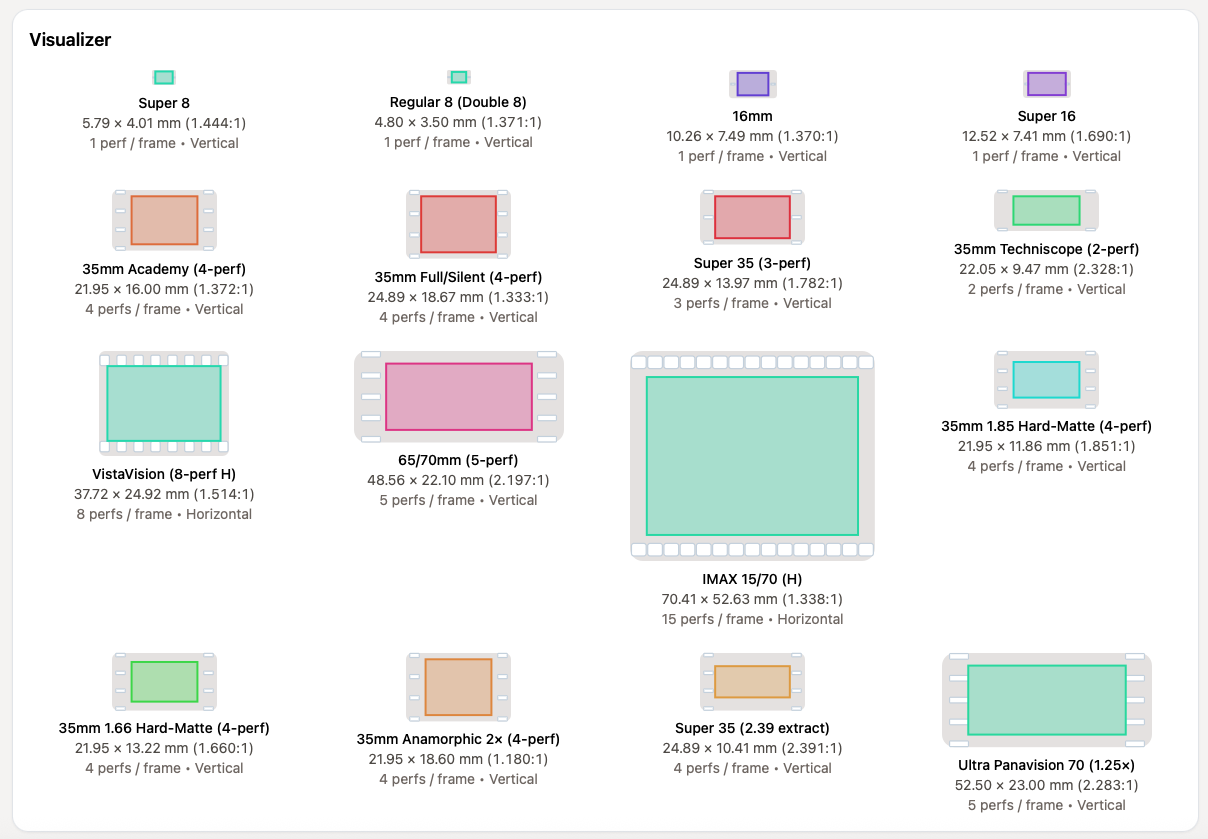 Visualizer
Super 8
5.79 × 4.01 mm (1.444:1)
1 perf / frame • Vertical
Regular 8 (Double 8)
4.80 × 3.50 mm (1.371:1)
1 perf / frame • Vertical
16mm
10.26 × 7.49 mm (1.370:1)
1 perf / frame • Vertical
Super 16
12.52 × 7.41 mm (1.690:1)
1 perf / frame • Vertical
35mm Academy (4-perf)
21.95 × 16.00 mm (1.372:1)
4 perfs / frame • Vertical
35mm Full/Silent (4-perf)
24.89 × 18.67 mm (1.333:1)
4 perfs / frame • Vertical
Super 35 (3-perf)
24.89 × 13.97 mm (1.782:1)
3 perfs / frame • Vertical
35mm Techniscope (2-perf)
22.05 × 9.47 mm (2.328:1)
2 perfs / frame • Vertical
VistaVision (8-perf H)
37.72 × 24.92 mm (1.514:1)
8 perfs / frame • Horizontal
65/70mm (5-perf)
48.56 × 22.10 mm (2.197:1)
5 perfs / frame • Vertical
IMAX 15/70 (H)
70.41 × 52.63 mm (1.338:1)
15 perfs / frame • Horizontal
35mm 1.85 Hard-Matte (4-perf)
21.95 × 11.86 mm (1.851:1)
4 perfs / frame • Vertical
35mm 1.66 Hard-Matte (4-perf)
21.95 × 13.22 mm (1.660:1)
4 perfs / frame • Vertical
35mm Anamorphic 2× (4-perf)
21.95 × 18.60 mm (1.180:1)
4 perfs / frame • Vertical
Super 35 (2.39 extract)
24.89 × 10.41 mm (2.391:1)
4 perfs / frame • Vertical
Ultra Panavision 70 (1.25×)
52.50 × 23.00 mm (2.283:1)
5 perfs / frame • Vertical